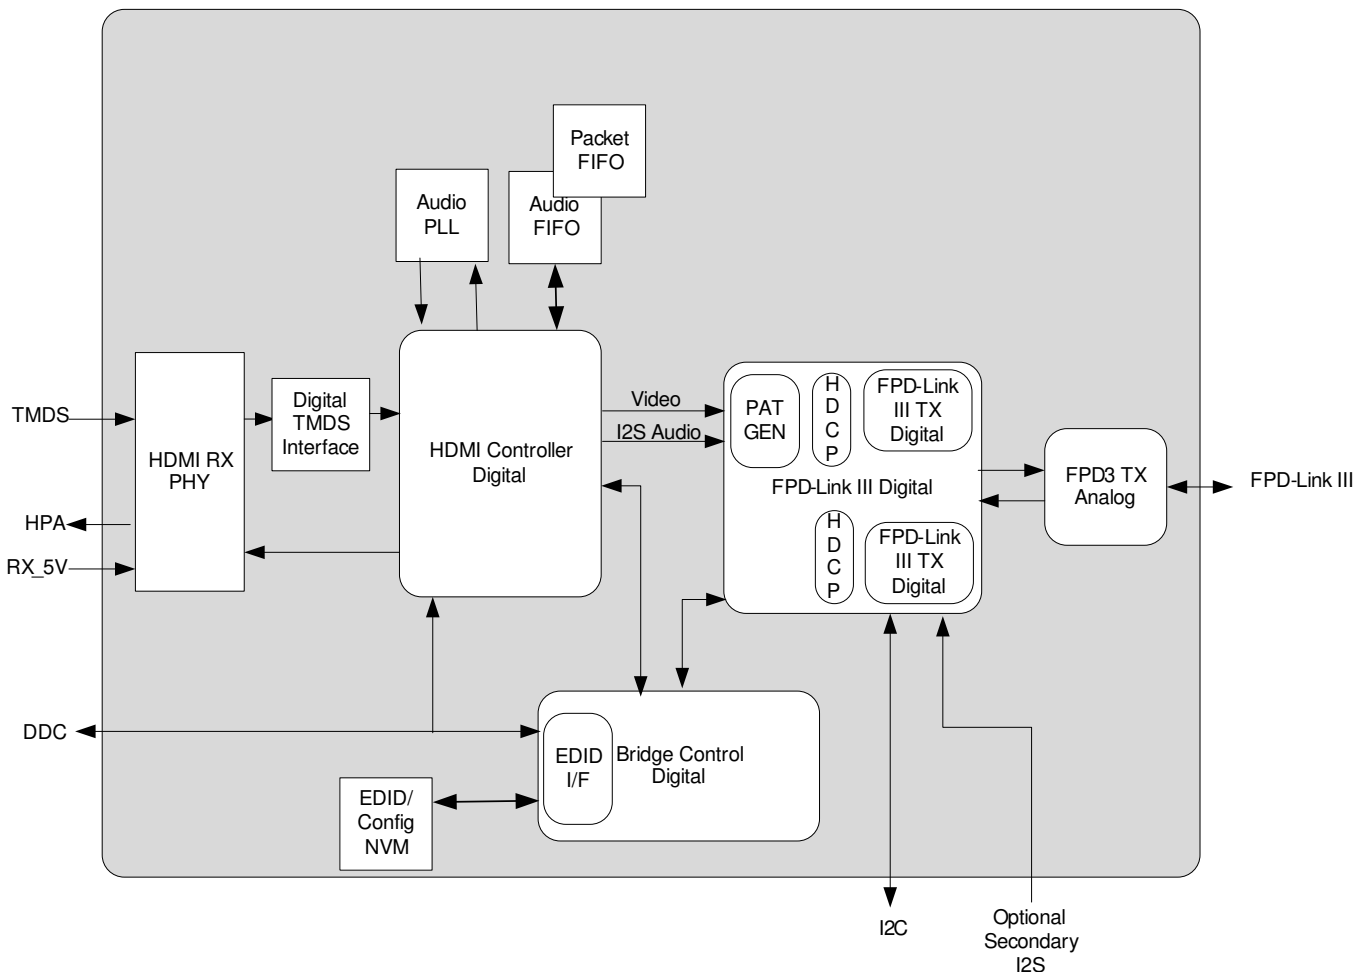 Packet
FIFO
Audio
PLL
Audio
FIFO
TMDS
HDMI RX
PHY
HPA
RX_5V
Digital
TMDS
Interface
HDMI Controller
Digital
Video
I2S Audio
PAT
GEN
H
D
C
P
FPD-Link
III TX
Digital
FPD-Link III Digital
H
D
C
P
FPD-Link
III TX
Digital
FPD3 TX
Analog
FPD-Link III
DDC
EDID
I/F
Bridge Control
Digital
EDID/
Config
NVM
I2C
Optional
Secondary
I2S